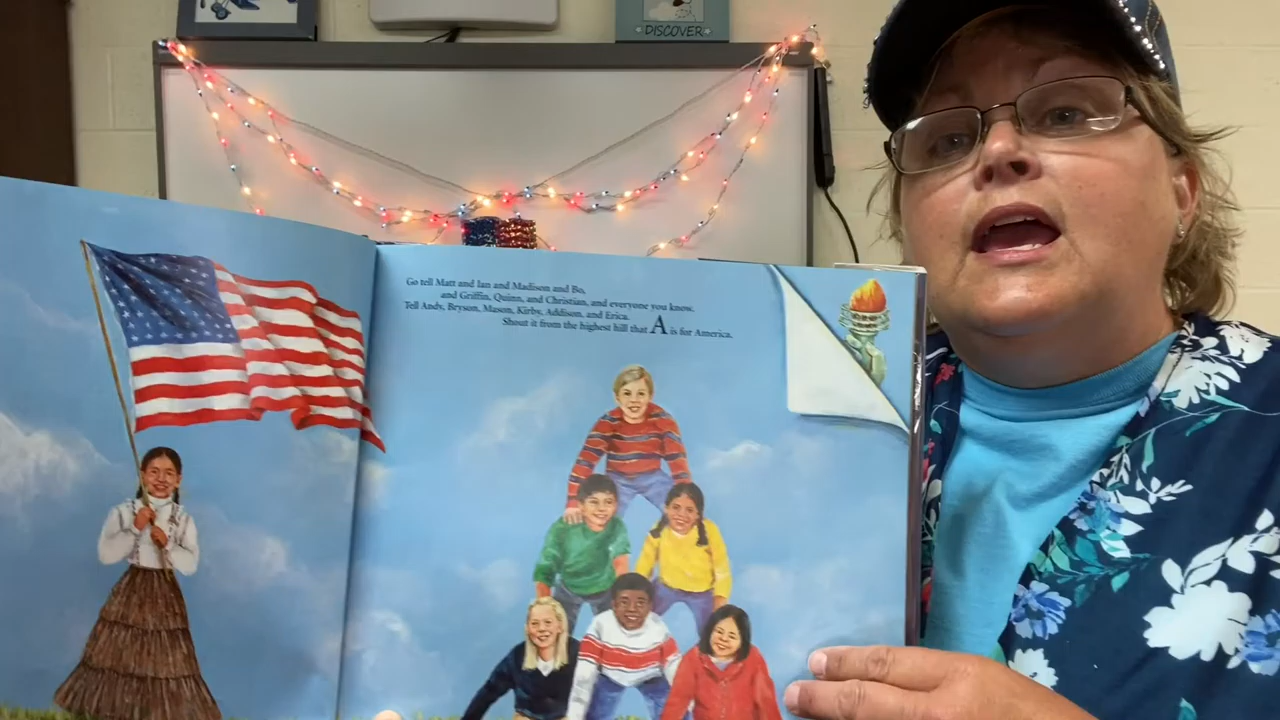 DISCOVER
Go tell Matt and Ian and Madison and Bo,
and Griffin, Quinn, and Christian, and everyone you know.
Tell Andy, Bryson, Mason, Kirby, Addison, and Erica.
Shout it from the highest hill that A is for America.